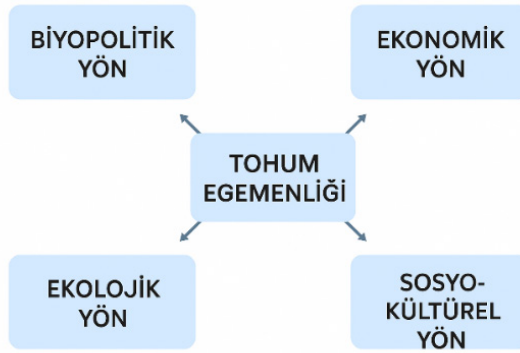 BİYOPOLİTİK
YÖN
EKONOMİK
YÖN
TOHUM
EGEMENLİĞİ
EKOLOJİK
YÖN
SOSYO-
KÜLTÜREL
YÖN